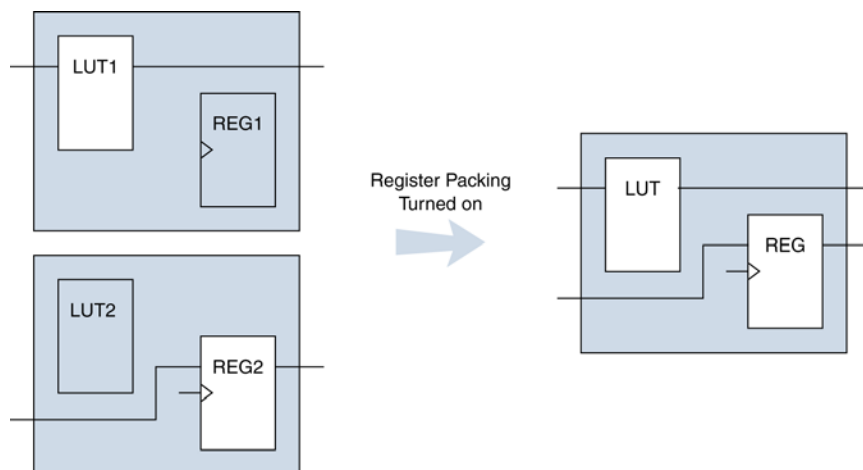 LUT1
REG1
LUT2
REG2
Register Packing
Turned on
LUT
REG